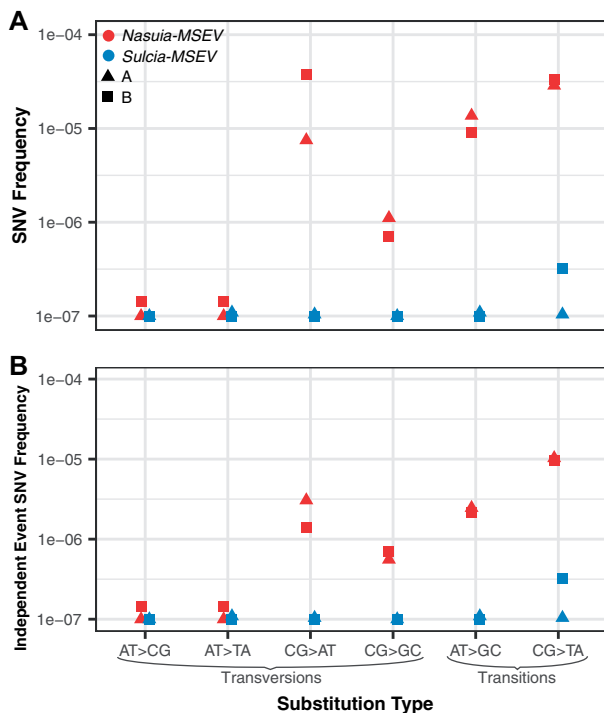 A
Nasuia-MSEV
Sulcia-MSEV
A
B
SNV Frequency
1e-04
1e-05
1e-06
1e-07
B
Independent Event SNV Frequency
1e-04
1e-05
1e-06
1e-07
AT>CG AT>TA CG>AT CG>GC AT>GC CG>TA
Transversions Transitions
Substitution Type